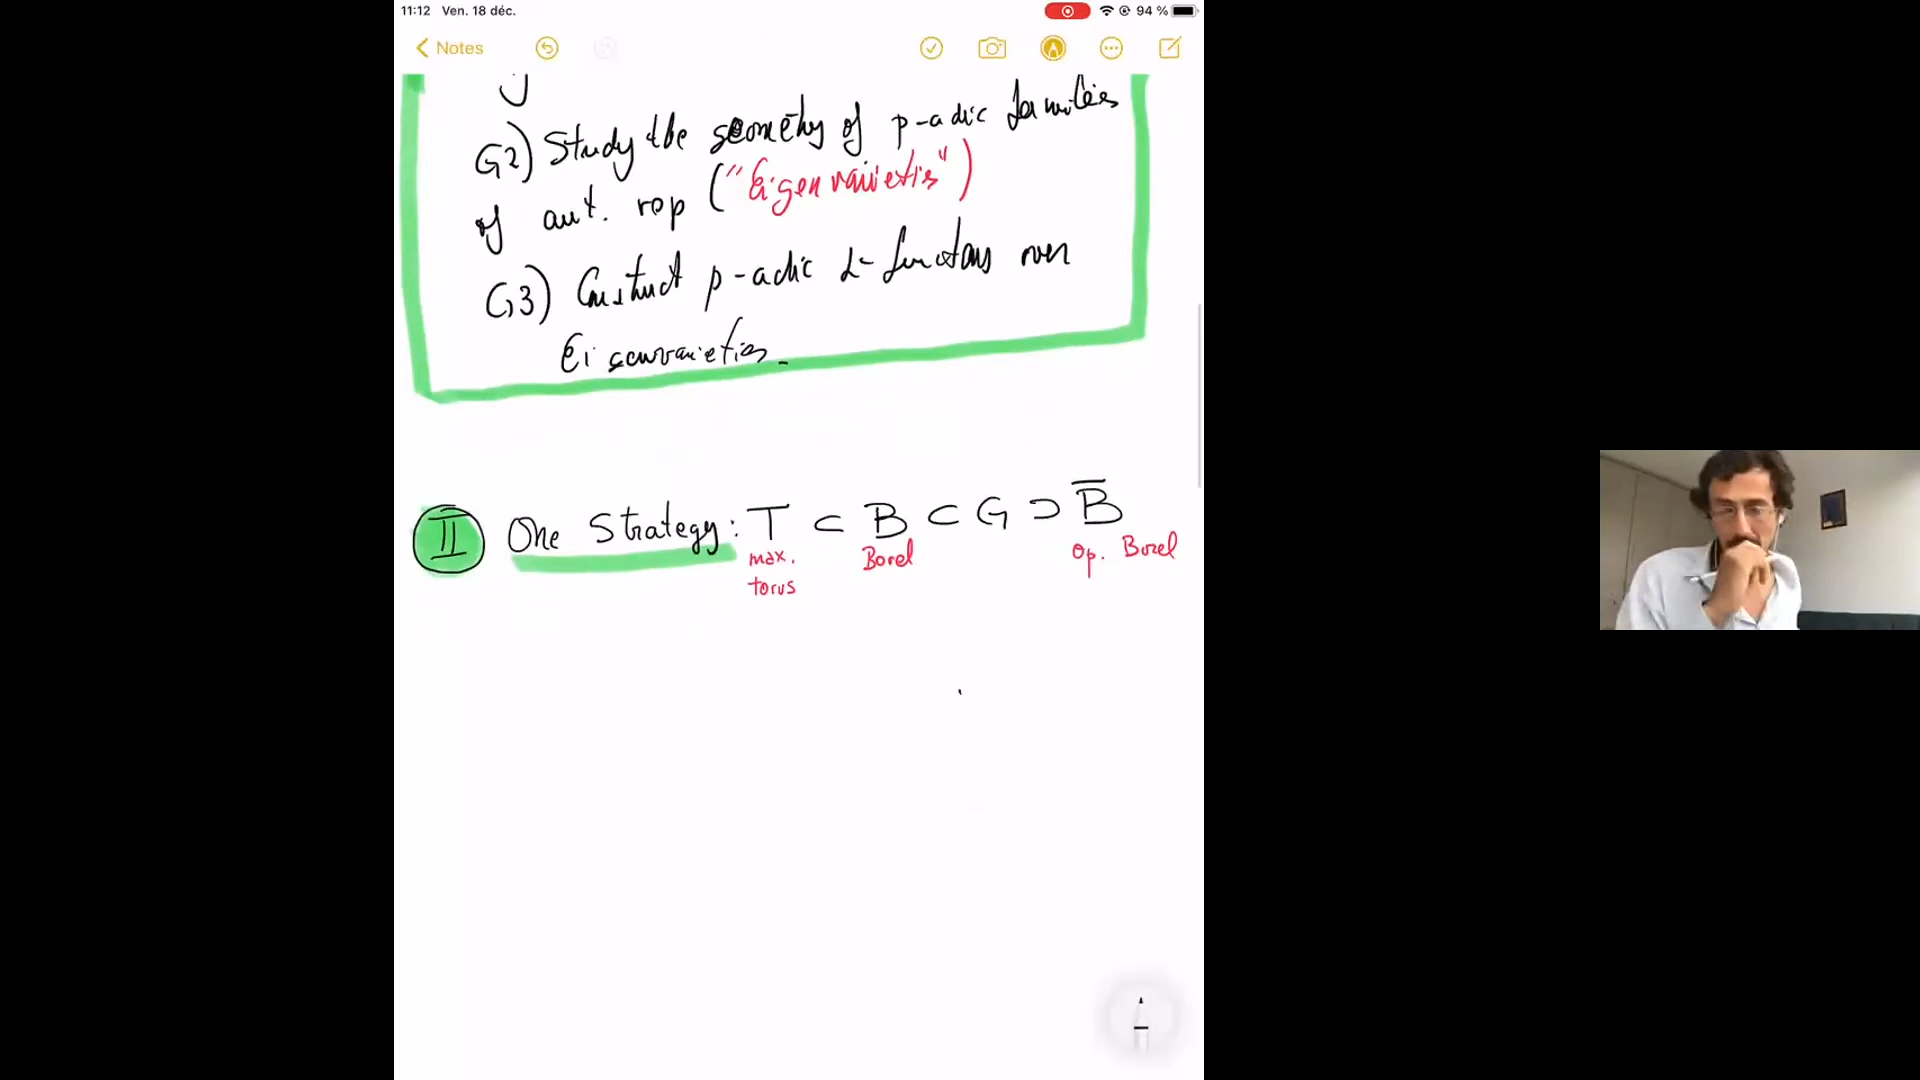 11:12 Ven. 18 déc. 94 %
Notes
G2) Study the geometry of p-adic families
of aut. rep ("Eigenvarieties")
G3) Construct p-adic L-functions over
Eigenvarieties.
II One Strategy: T ⊂ B ⊂ G ⊃ B̅
max. Borel Op. Borel
torus